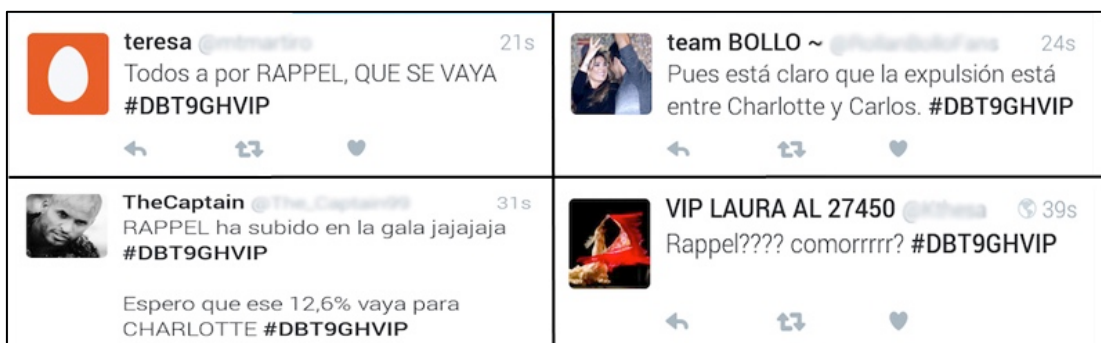 teresa 21s
Todos a por RAPPEL, QUE SE VAYA
#DBT9GHVIP
team BOLLO ~ 24s
Pues está claro que la expulsión está
entre Charlotte y Carlos. #DBT9GHVIP
TheCaptain 31s
RAPPEL ha subido en la gala jajajaja
#DBT9GHVIP
Espero que ese 12,6% vaya para
CHARLOTTE #DBT9GHVIP
VIP LAURA AL 27450 39s
Rappel???? comorrrrr? #DBT9GHVIP